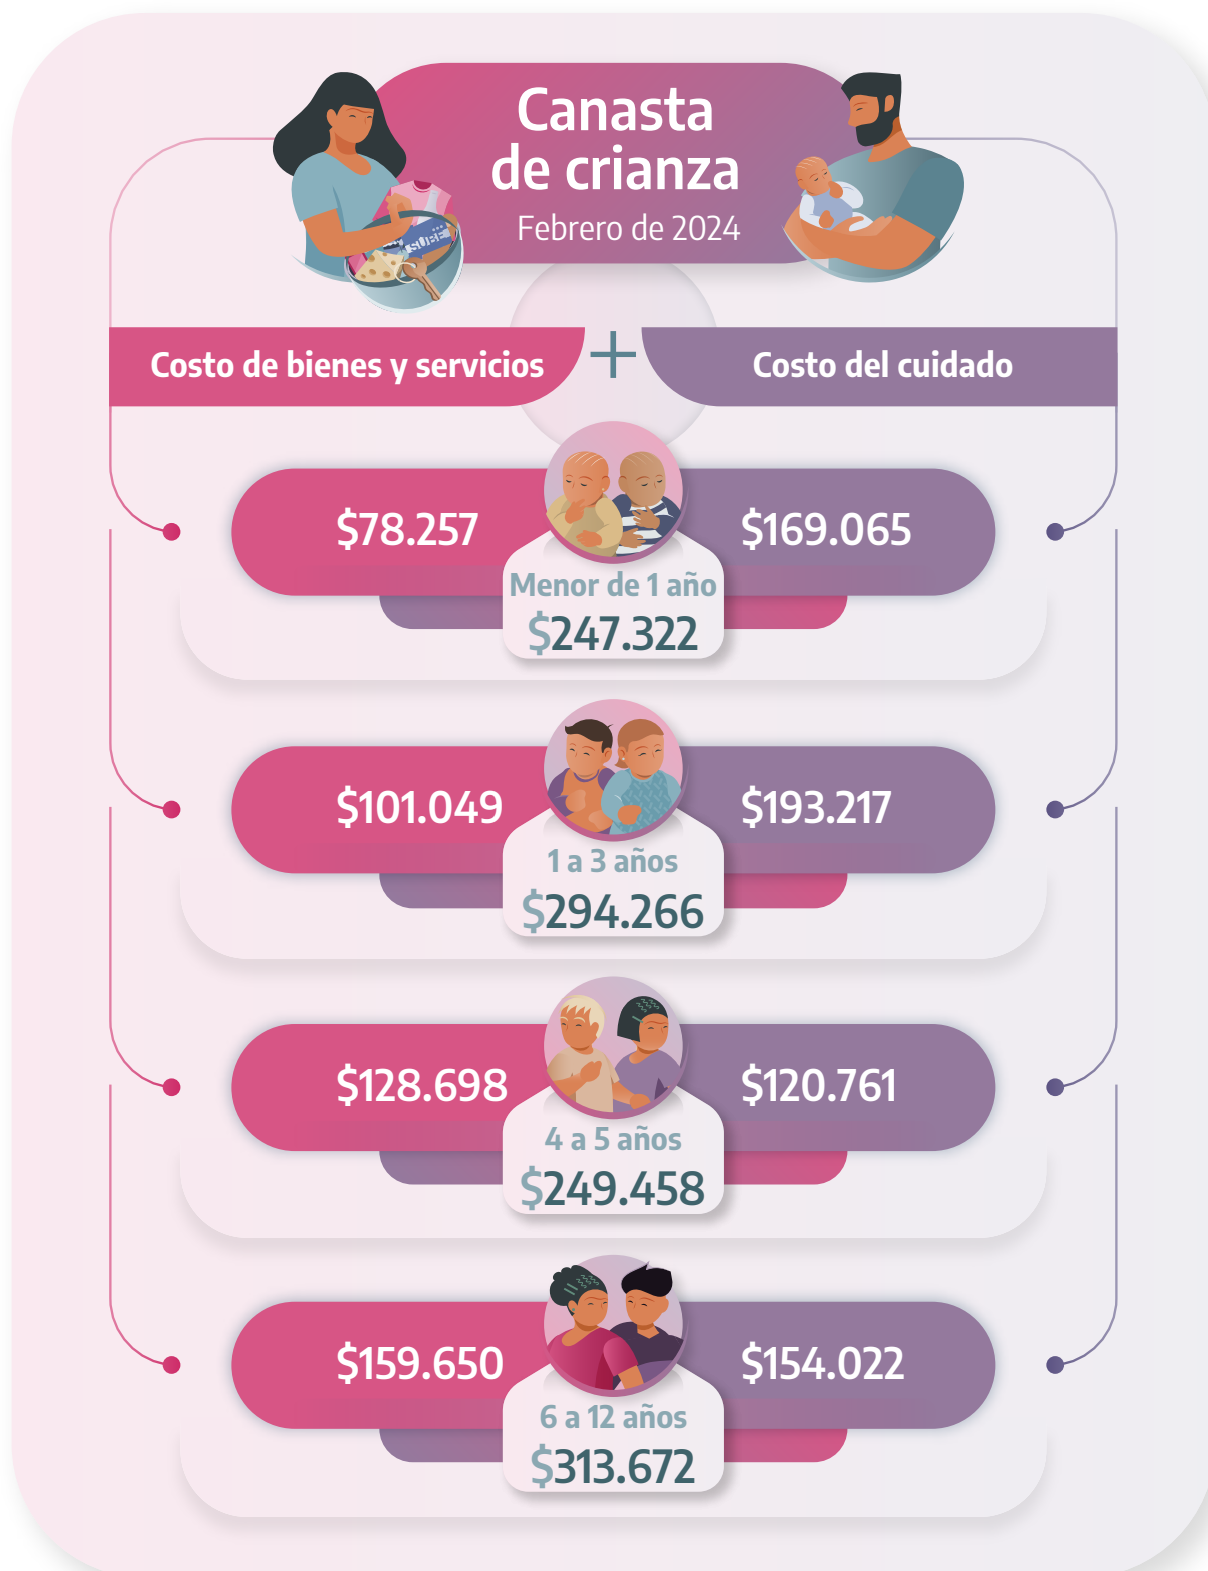 Canasta
de crianza
Febrero de 2024
SUBE
Costo de bienes y servicios
+
Costo del cuidado
$78.257
$169.065
Menor de 1 año
$247.322
$101.049
$193.217
1 a 3 años
$294.266
$128.698
$120.761
4 a 5 años
$249.458
$159.650
$154.022
6 a 12 años
$313.672